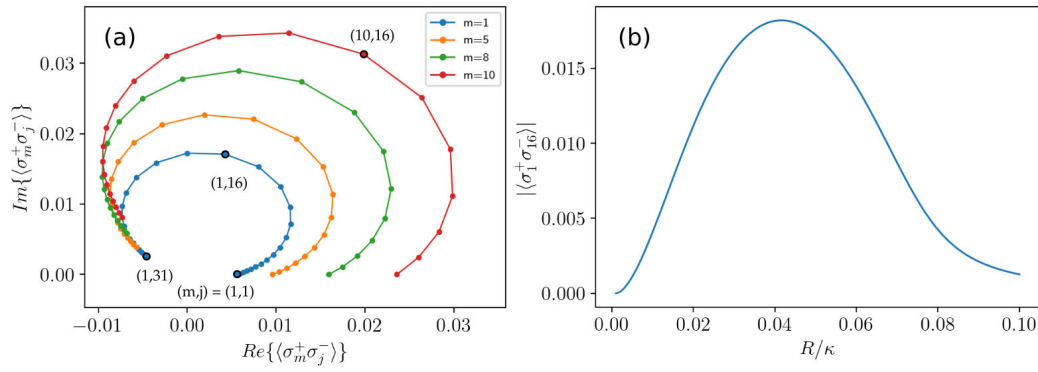 (a)
(10,16)
m=1
m=5
m=8
m=10
0.03
0.02
0.01
0.00
Im{⟨σ_m^+ σ_j^-⟩}
(1,16)
(1,31)
(m,j) = (1,1)
−0.01 0.00 0.01 0.02 0.03
Re{⟨σ_m^+ σ_j^-⟩}
(b)
0.015
0.010
0.005
0.000
|⟨σ_1^+ σ_16^-⟩|
0.00 0.02 0.04 0.06 0.08 0.10
R/κ